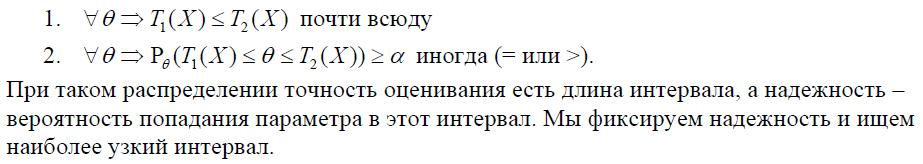 1. ∀θ ⇒ T₁(X) ≤ T₂(X) почти всюду
2. ∀θ ⇒ P_θ(T₁(X) ≤ θ ≤ T₂(X)) ≥ α иногда (= или >).
При таком распределении точность оценивания есть длина интервала, а надежность –
вероятность попадания параметра в этот интервал. Мы фиксируем надежность и ищем
наиболее узкий интервал.